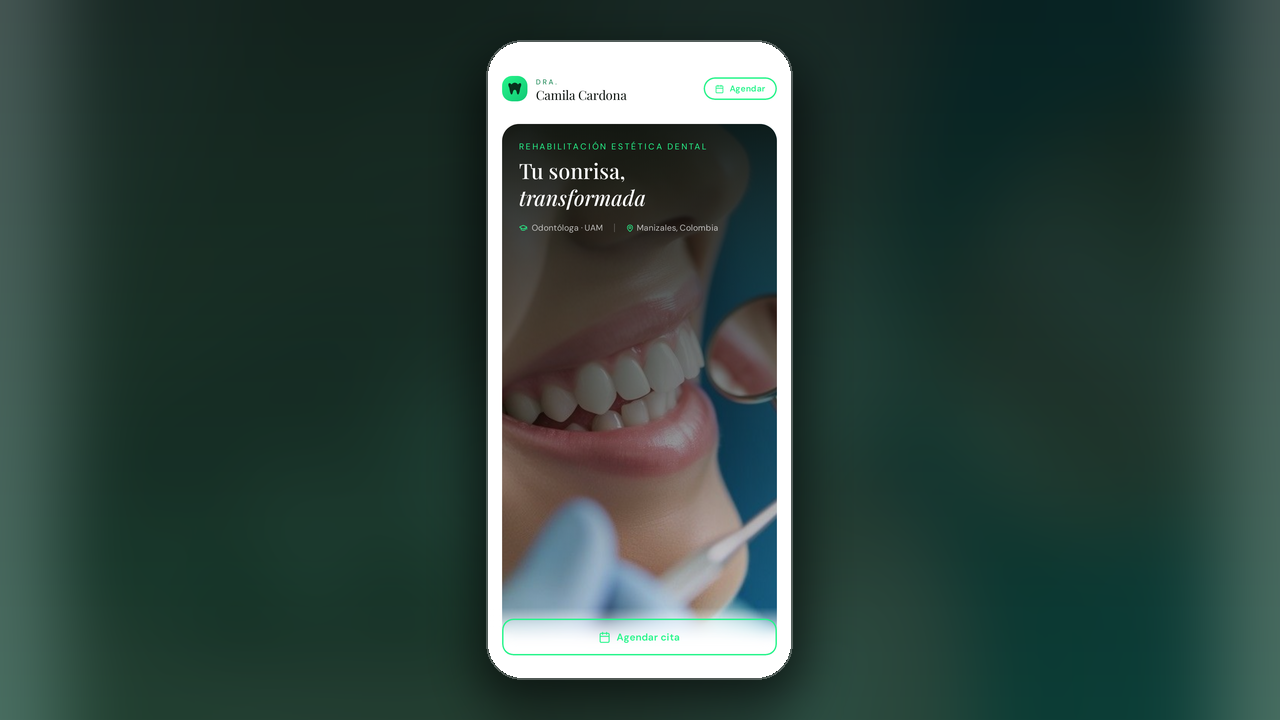 DRA.
Camila Cardona
Agendar
REHABILITACIÓN ESTÉTICA DENTAL
Tu sonrisa,
transformada
Odontóloga · UAM
Manizales, Colombia
Agendar cita